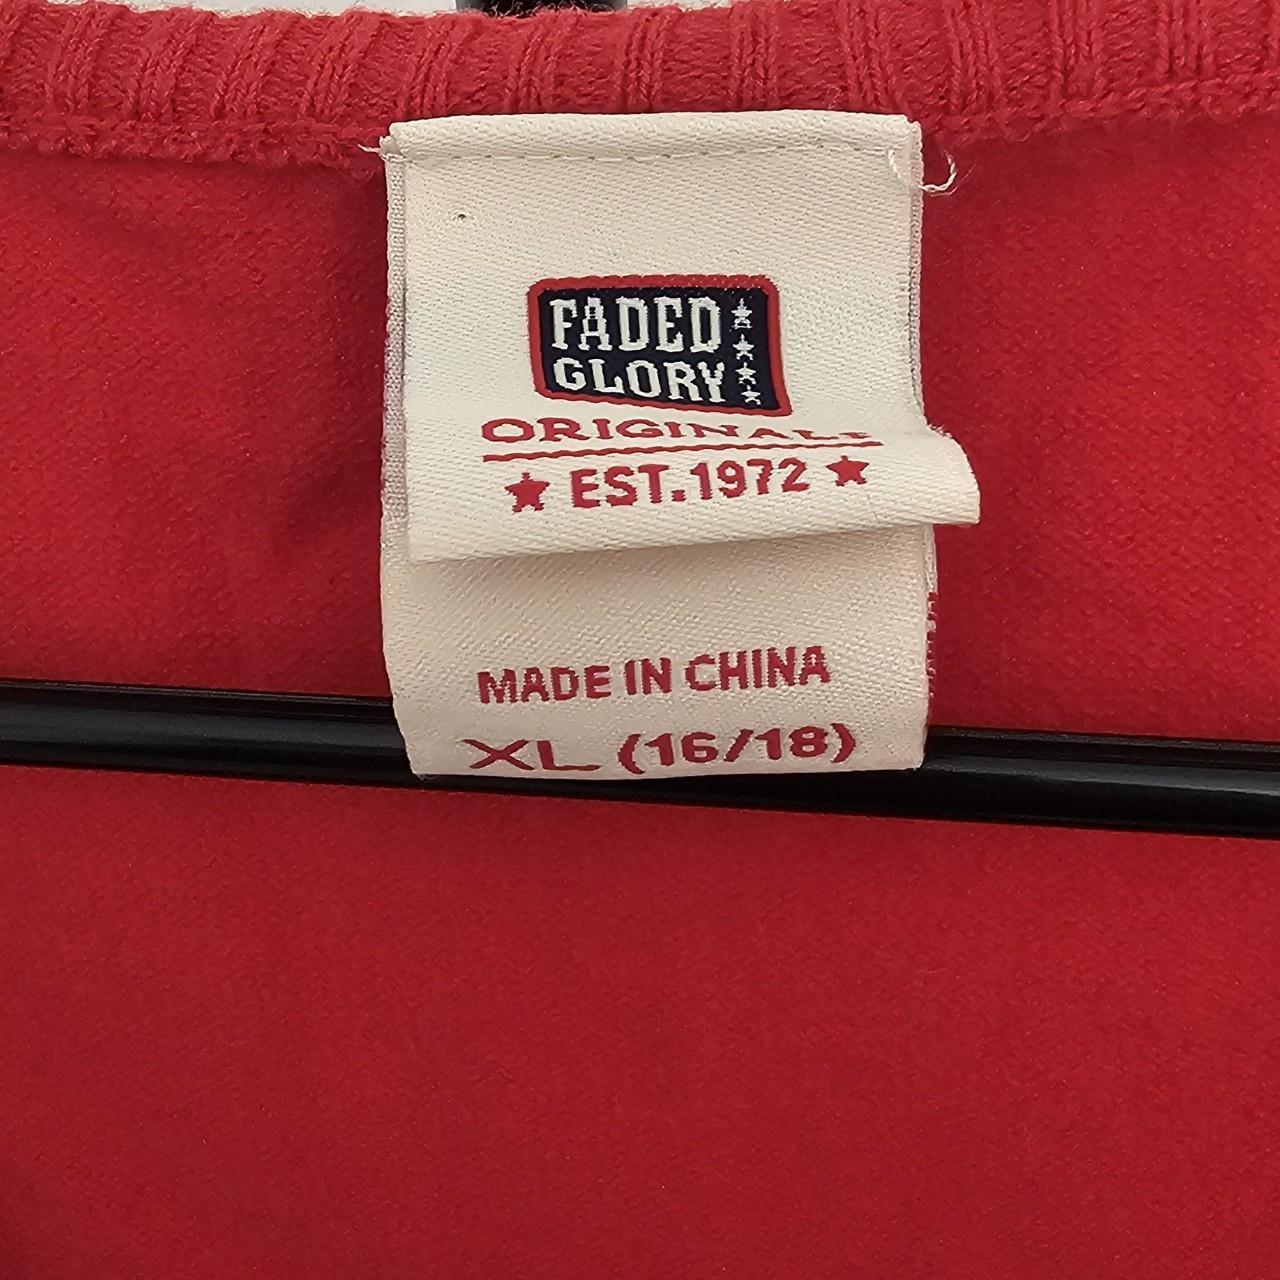 FADED
GLORY
ORIGINALS
★ EST.1972 ★
MADE IN CHINA
XL (16/18)